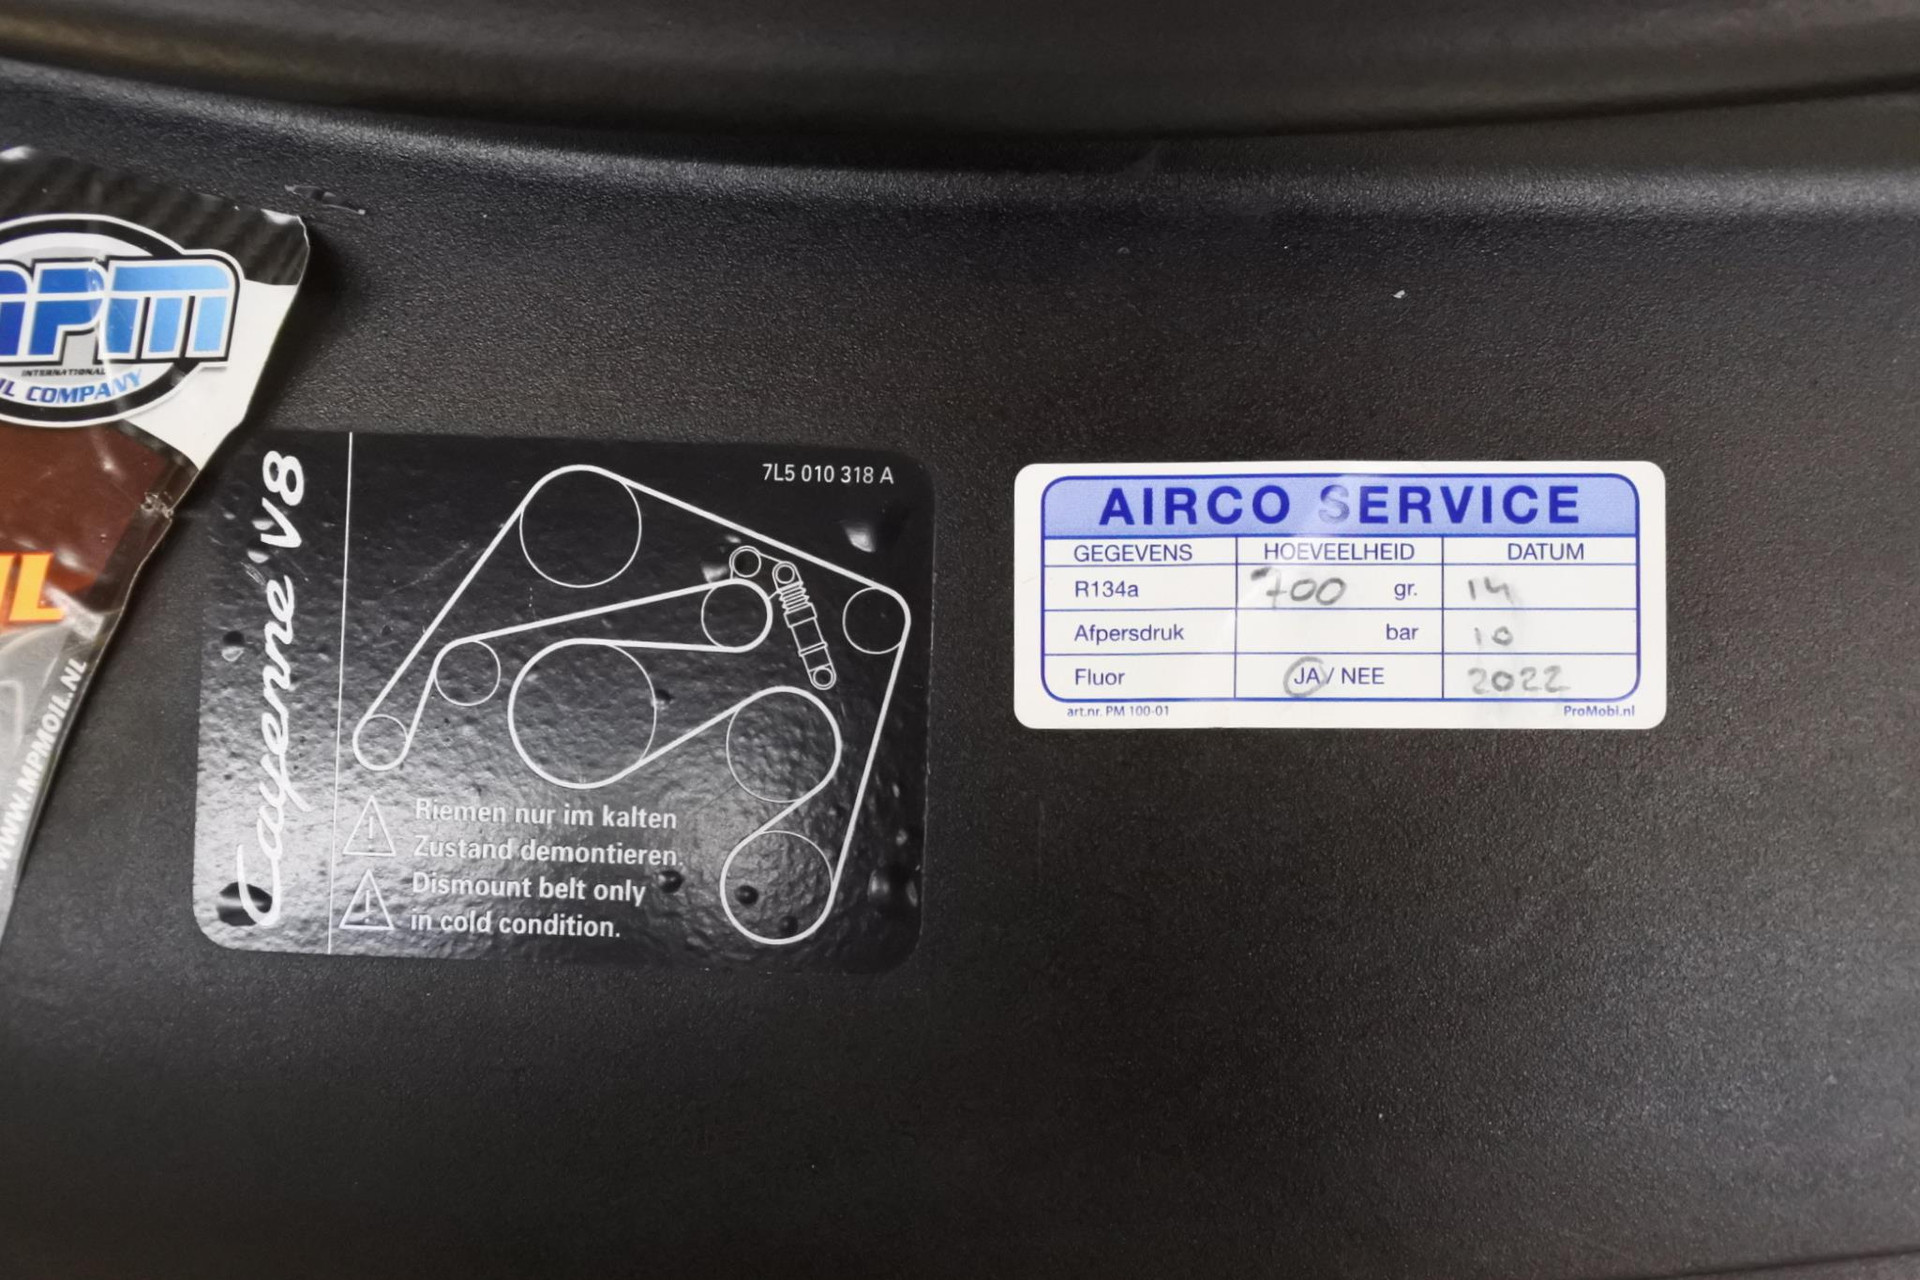 mpm
INTERNATIONAL
IL COMPANY
IL
WWW.MPMOIL.NL
Cayenne V8
7L5 010 318 A
Riemen nur im kalten
Zustand demontieren.
Dismount belt only
in cold condition.
AIRCO SERVICE
GEGEVENS HOEVEELHEID DATUM
R134a 700 gr. 14
Afpersdruk bar 10
Fluor JA / NEE 2022
art.nr. PM 100-01 ProMobi.nl